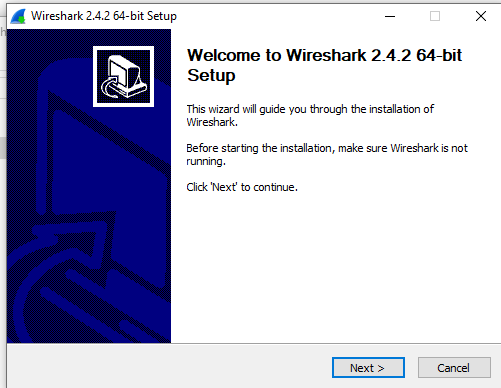 Wireshark 2.4.2 64-bit Setup
Welcome to Wireshark 2.4.2 64-bit
Setup
This wizard will guide you through the installation of
Wireshark.
Before starting the installation, make sure Wireshark is not
running.
Click 'Next' to continue.
Next >
Cancel